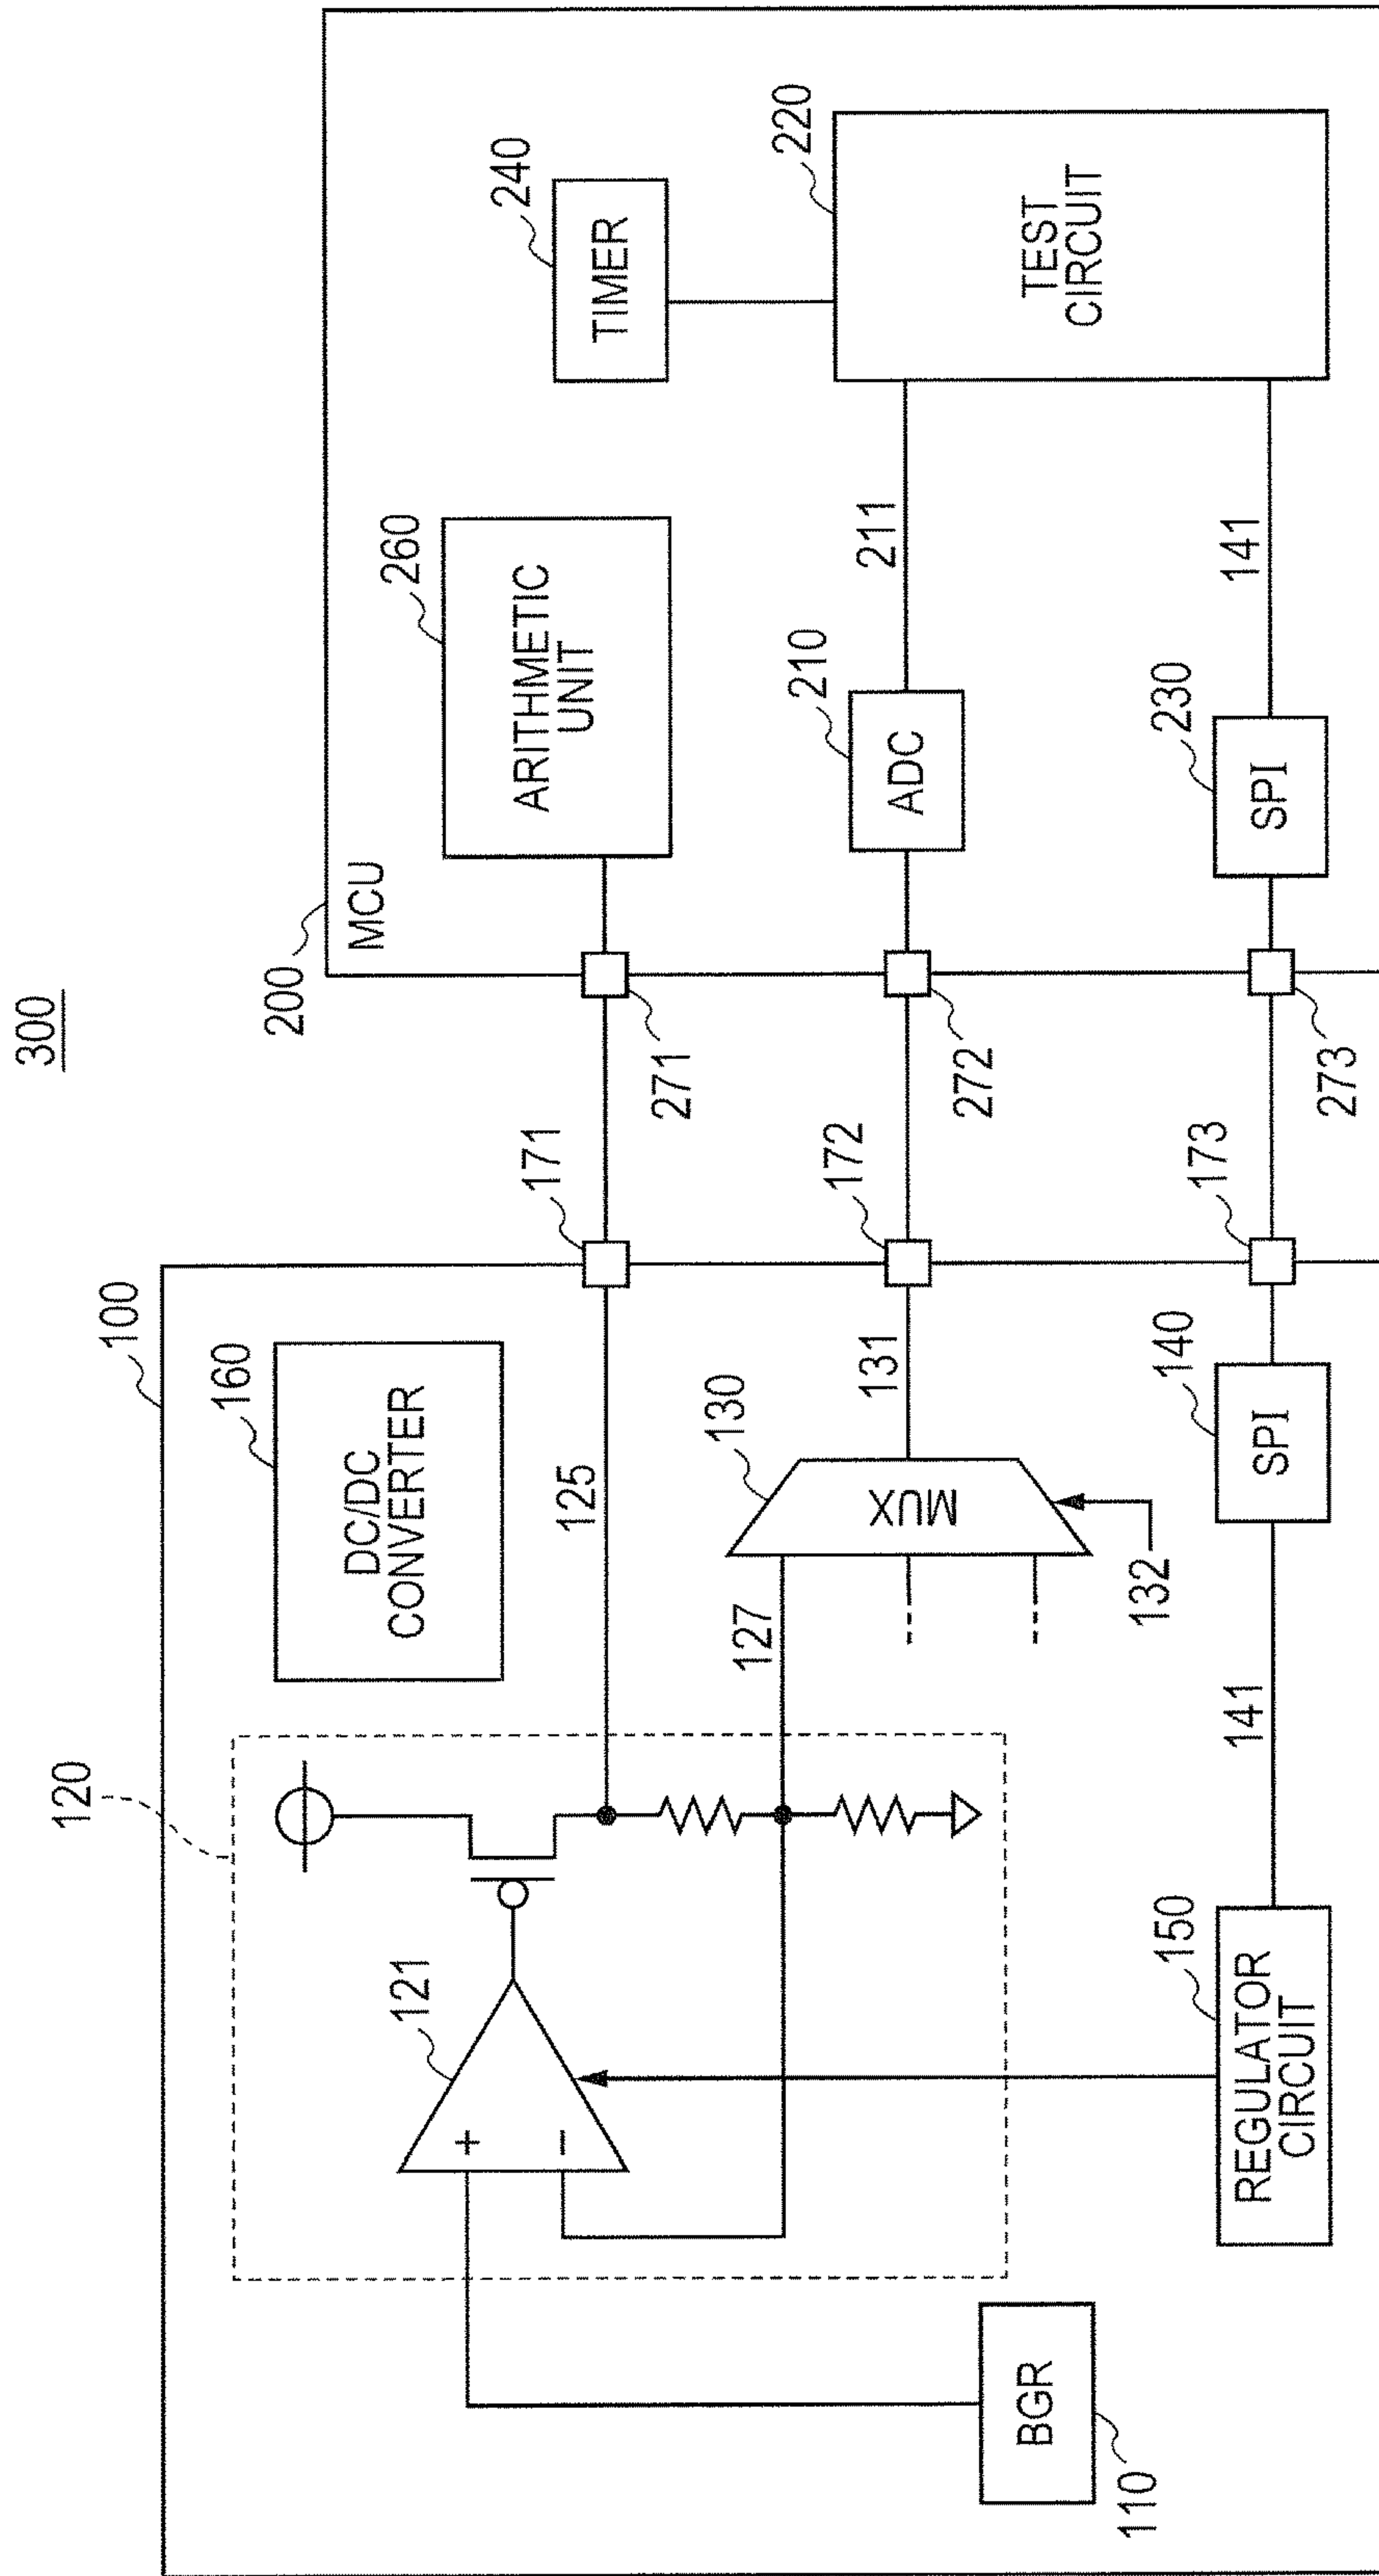 300
100
120
160
DC/DC
CONVERTER
121
+
−
125
171
127
130
MUX
131
172
132
BGR
110
150
REGULATOR
CIRCUIT
141
140
SPI
173
200
MCU
271
260
ARITHMETIC
UNIT
240
TIMER
272
210
ADC
211
220
TEST
CIRCUIT
273
230
SPI
141